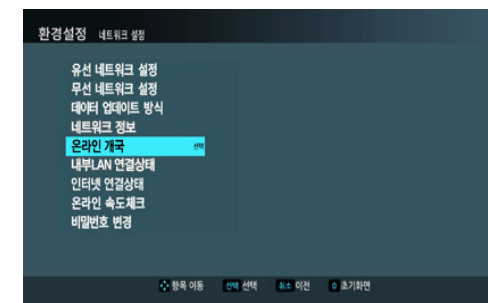 환경설정 네트워크 설정
유선 네트워크 설정
무선 네트워크 설정
데이터 업데이트 방식
네트워크 정보
온라인 개국 선택
내부LAN 연결상태
인터넷 연결상태
온라인 속도체크
비밀번호 변경
항목 이동 선택 선택 취소 이전 0 초기화면